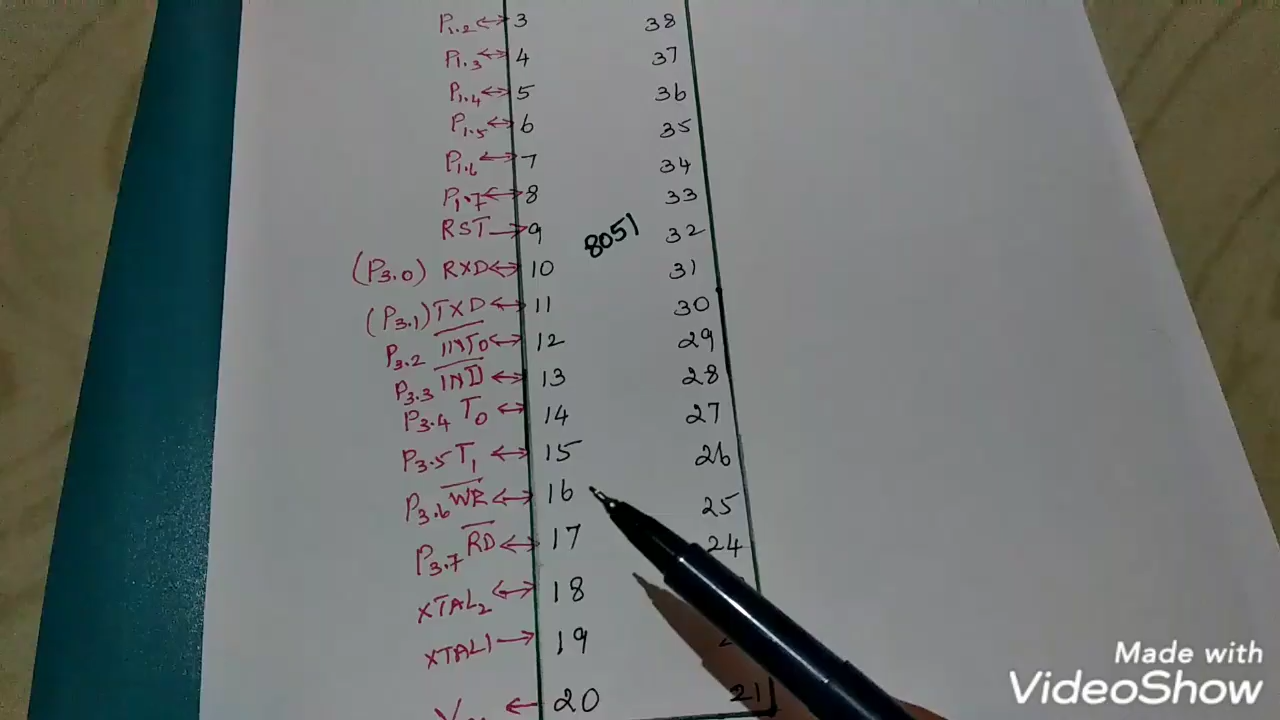 P1.2 ↔ 3 38
P1.3 ↔ 4 37
P1.4 ↔ 5 36
P1.5 ↔ 6 35
P1.6 ↔ 7 34
P1.7 ↔ 8 33
RST → 9 8051 32
(P3.0) RXD ↔ 10 31
(P3.1) TXD ↔ 11 30
P3.2 INT0 ↔ 12 29
P3.3 ↔ 13 28
P3.4 T0 ↔ 14 27
P3.5 T1 ↔ 15 26
P3.6 WR ↔ 16 25
P3.7 RD ↔ 17 24
XTAL2 ↔ 18
XTAL1 → 19
← 20 21
Made with
VideoShow